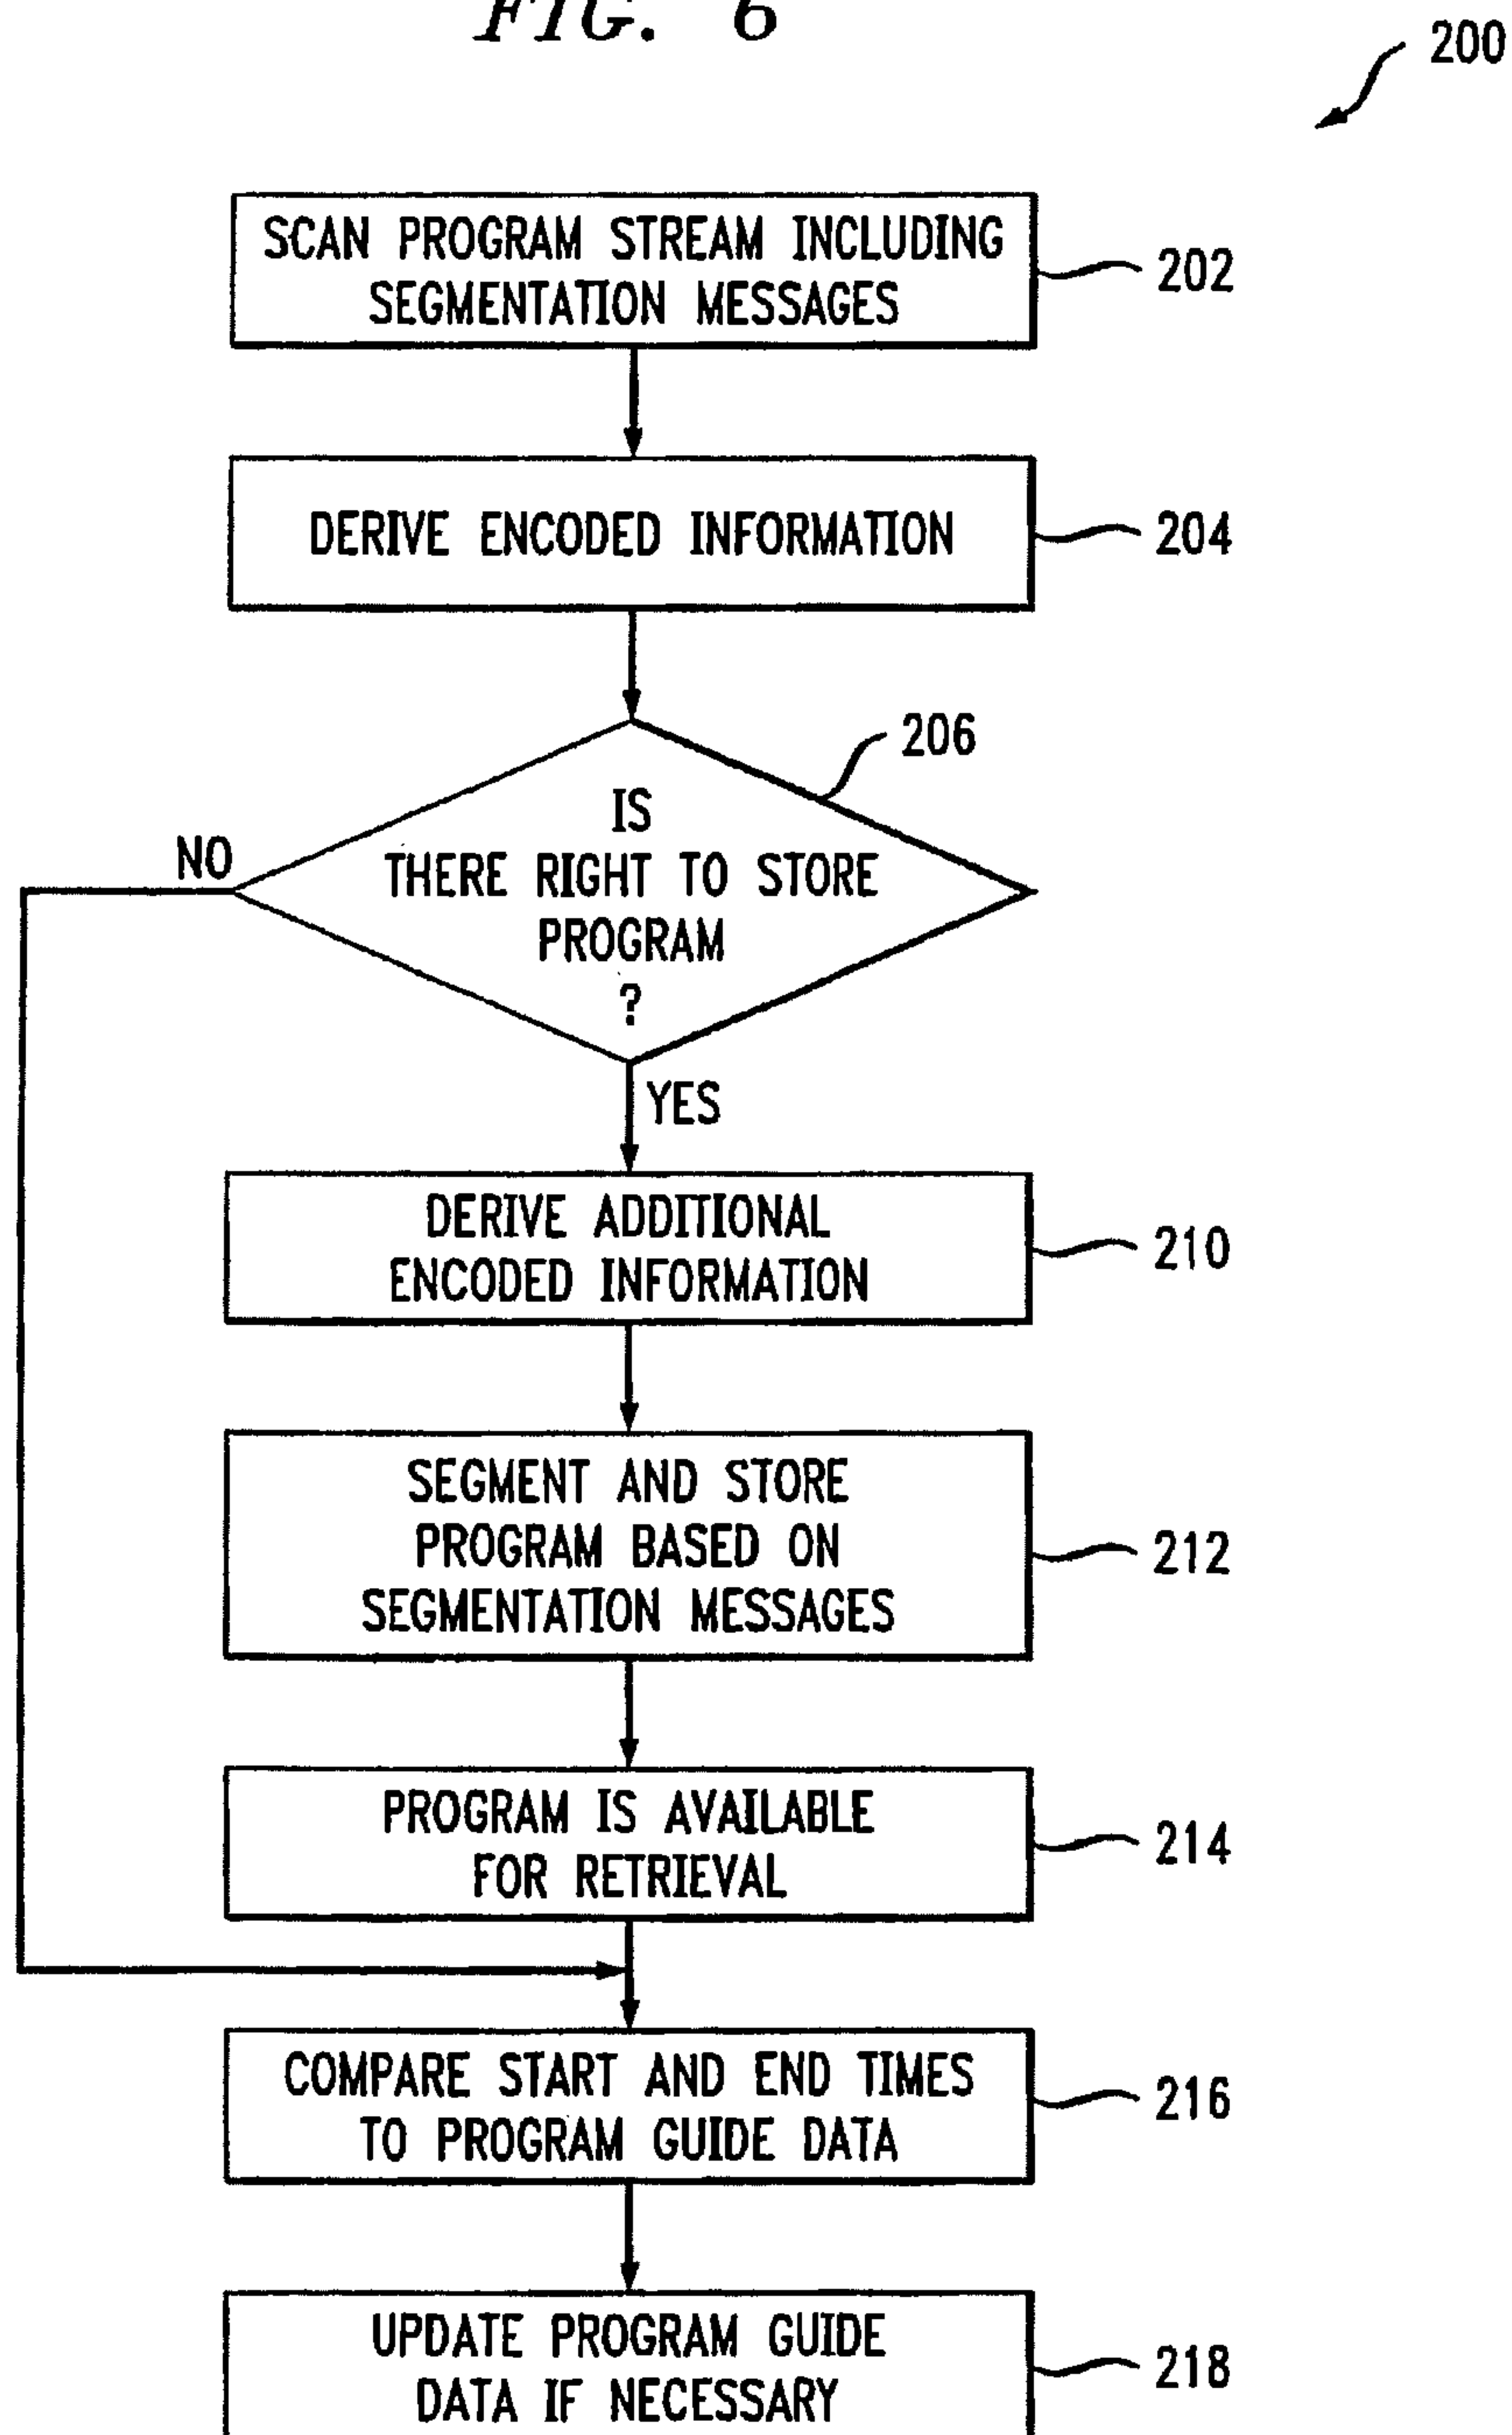 FIG. 6
200
SCAN PROGRAM STREAM INCLUDING
SEGMENTATION MESSAGES
202
DERIVE ENCODED INFORMATION
204
206
IS
THERE RIGHT TO STORE
PROGRAM
?
NO
YES
DERIVE ADDITIONAL
ENCODED INFORMATION
210
SEGMENT AND STORE
PROGRAM BASED ON
SEGMENTATION MESSAGES
212
PROGRAM IS AVAILABLE
FOR RETRIEVAL
214
COMPARE START AND END TIMES
TO PROGRAM GUIDE DATA
216
UPDATE PROGRAM GUIDE
DATA IF NECESSARY
218